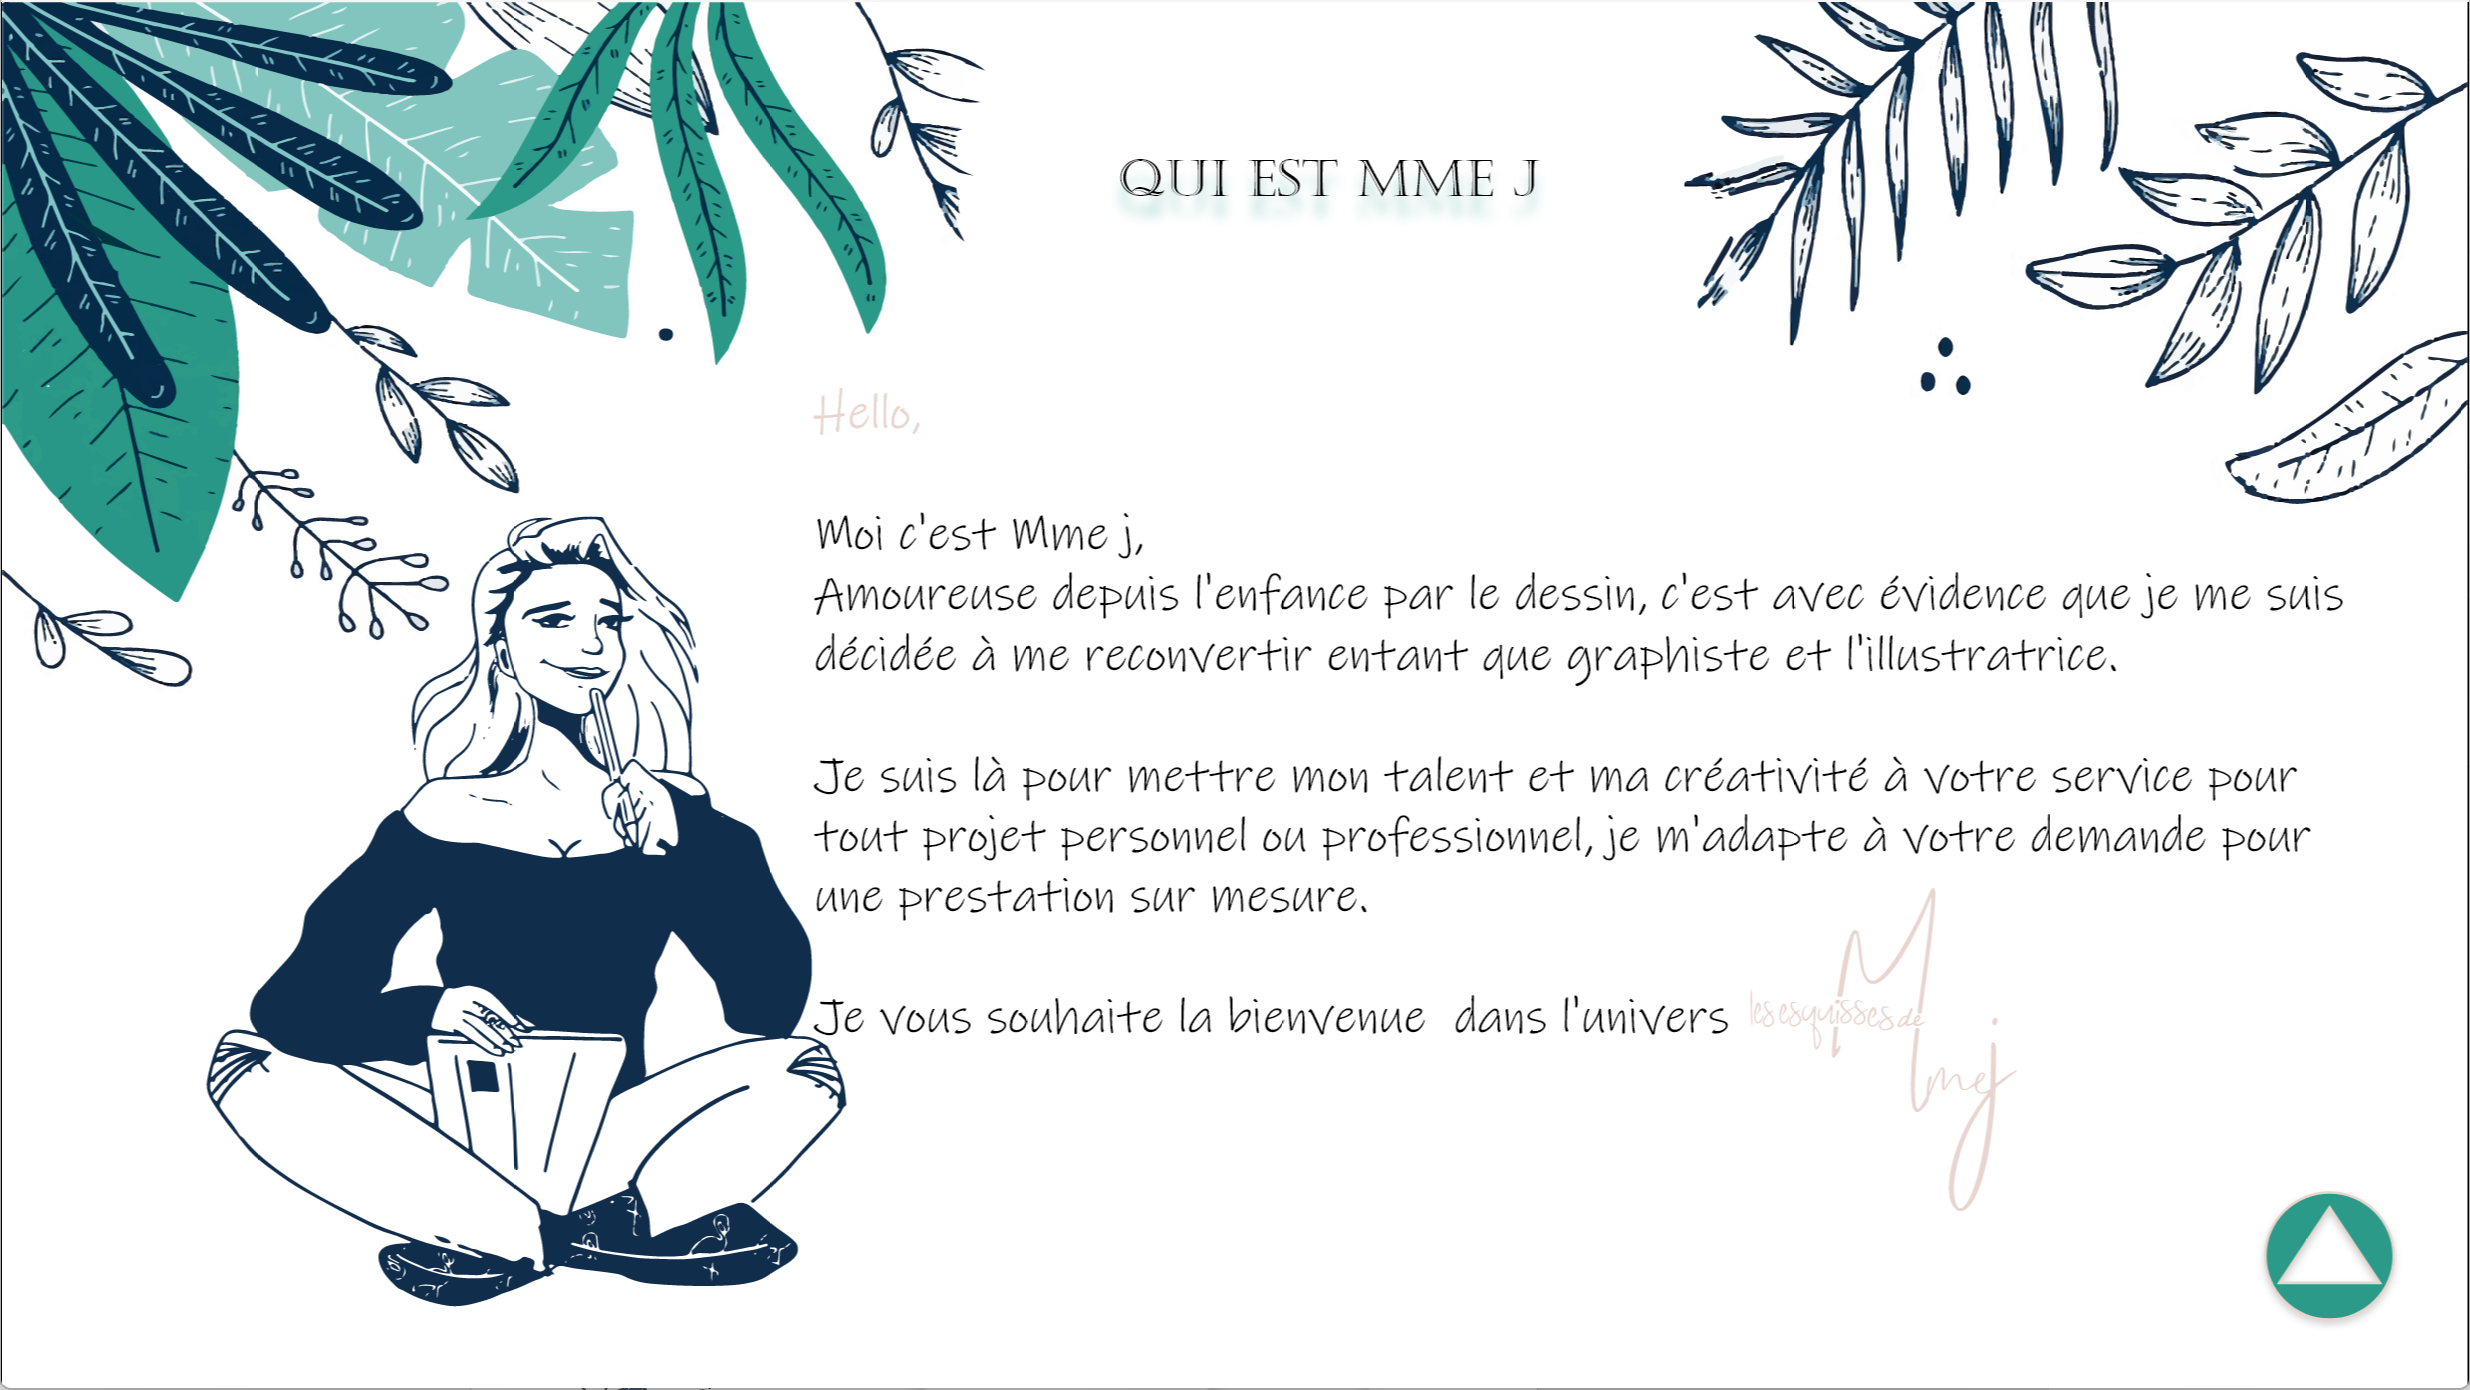 QUI EST MME J
Hello,
Moi c'est Mme j,
Amoureuse depuis l'enfance par le dessin, c'est avec évidence que je me suis
décidée à me reconvertir entant que graphiste et l'illustratrice.
Je suis là pour mettre mon talent et ma créativité à votre service pour
tout projet personnel ou professionnel, je m'adapte à votre demande pour
une prestation sur mesure.
Je vous souhaite la bienvenue  dans l'univers
les esquisses de
Mme j